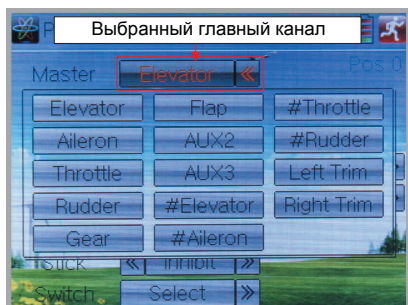 Выбранный главный канал
Master Elevator Pos 0
Elevator Flap #Throttle
Aileron AUX2 #Rudder
Throttle AUX3 Left Trim
Rudder #Elevator Right Trim
Gear #Aileron
Stick Inhibit
Switch Select